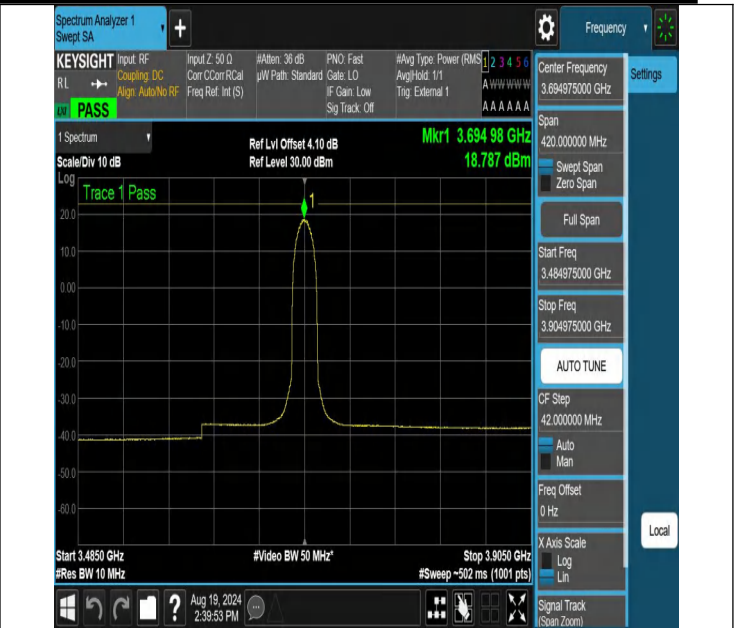 Spectrum Analyzer 1
Swept SA
+
Frequency
KEYSIGHT
RL
LXI
PASS
Input: RF
Coupling: DC
Align: Auto/No RF
Input Z: 50 Ω
Corr CCorr RCal
Freq Ref: Int (S)
#Atten: 36 dB
µW Path: Standard
PNO: Fast
Gate: LO
IF Gain: Low
Sig Track: Off
#Avg Type: Power (RMS
Avg|Hold: 1/1
Trig: External 1
1 2 3 4 5 6
A W W W W W
A A A A A A
1 Spectrum
Scale/Div 10 dB
Log
Ref Lvl Offset 4.10 dB
Ref Level 30.00 dBm
Mkr1 3.694 98 GHz
18.787 dBm
Trace 1 Pass
1
20.0
10.0
0.00
-10.0
-20.0
-30.0
-40.0
-50.0
-60.0
Start 3.4850 GHz
#Res BW 10 MHz
#Video BW 50 MHz*
Stop 3.9050 GHz
#Sweep ~502 ms (1001 pts)
Center Frequency
3.694975000 GHz
Settings
Span
420.000000 MHz
Swept Span
Zero Span
Full Span
Start Freq
3.484975000 GHz
Stop Freq
3.904975000 GHz
AUTO TUNE
CF Step
42.000000 MHz
Auto
Man
Freq Offset
0 Hz
X Axis Scale
Log
Lin
Local
Signal Track
(Span Zoom)
?
Aug 19, 2024
2:39:53 PM